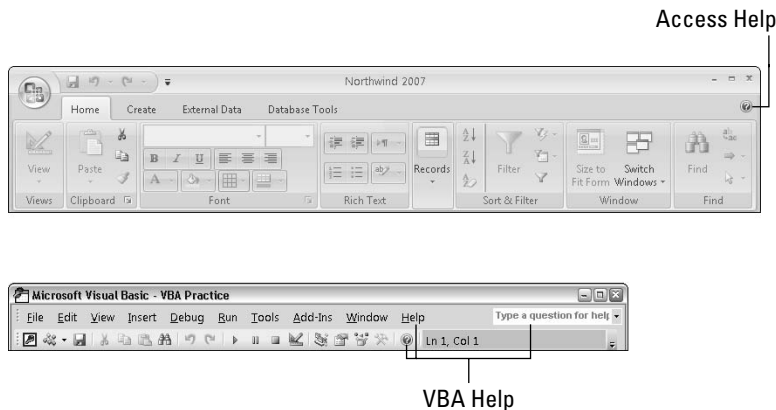 Access Help
Northwind 2007
Home Create External Data Database Tools
View Paste B I U A Records Filter Size to Fit Form Switch Windows Find
Views Clipboard Font Rich Text Sort & Filter Window Find
Microsoft Visual Basic - VBA Practice
File Edit View Insert Debug Run Tools Add-Ins Window Help Type a question for help
Ln 1, Col 1
VBA Help